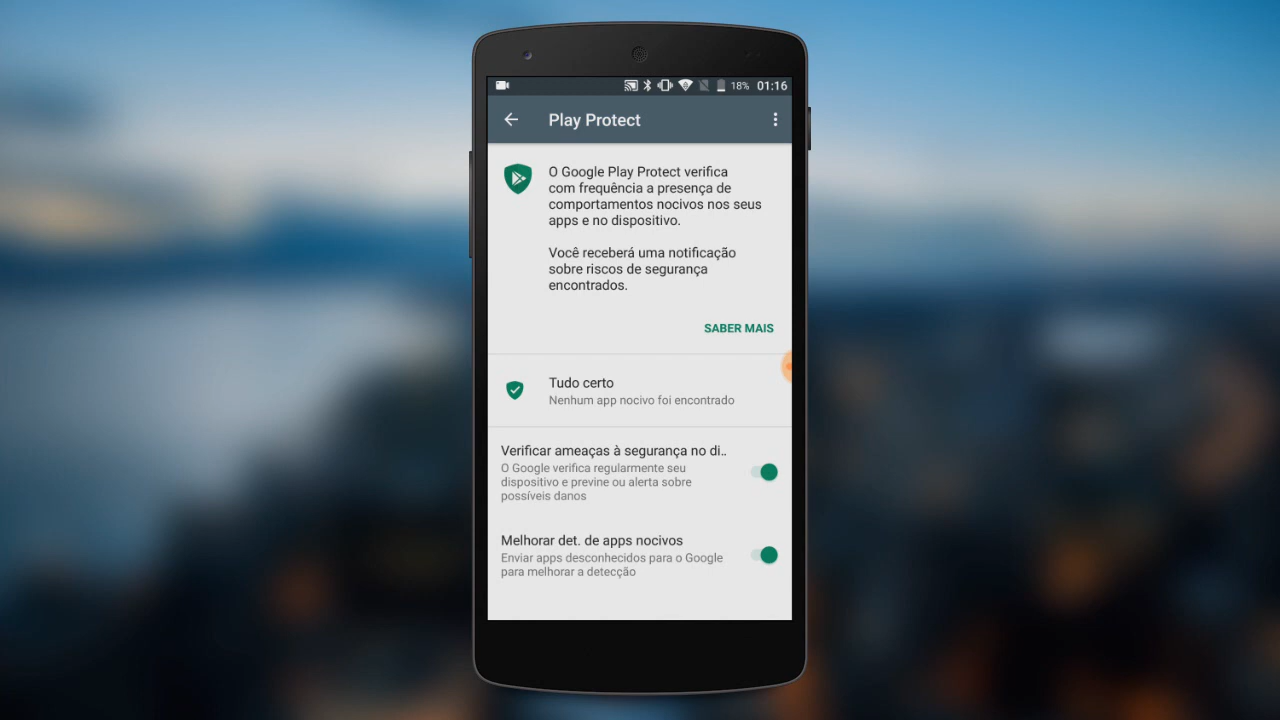 18% 01:16
Play Protect
O Google Play Protect verifica
com frequência a presença de
comportamentos nocivos nos seus
apps e no dispositivo.
Você receberá uma notificação
sobre riscos de segurança
encontrados.
SABER MAIS
Tudo certo
Nenhum app nocivo foi encontrado
Verificar ameaças à segurança no di..
O Google verifica regularmente seu
dispositivo e previne ou alerta sobre
possíveis danos
Melhorar det. de apps nocivos
Enviar apps desconhecidos para o Google
para melhorar a detecção